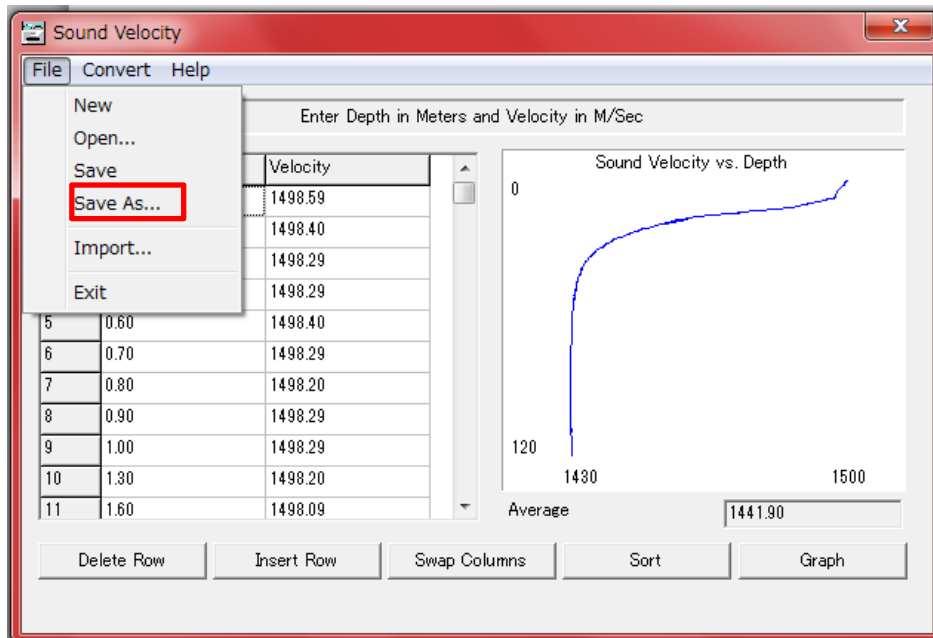 Sound Velocity
File Convert Help
New
Open...
Save
Save As...
Import...
Exit
Enter Depth in Meters and Velocity in M/Sec
Velocity
1498.59
1498.40
1498.29
1498.29
5 0.60 1498.40
6 0.70 1498.29
7 0.80 1498.20
8 0.90 1498.29
9 1.00 1498.29
10 1.30 1498.20
11 1.60 1498.09
Sound Velocity vs. Depth
0
120
1430 1500
Average 1441.90
Delete Row Insert Row Swap Columns Sort Graph